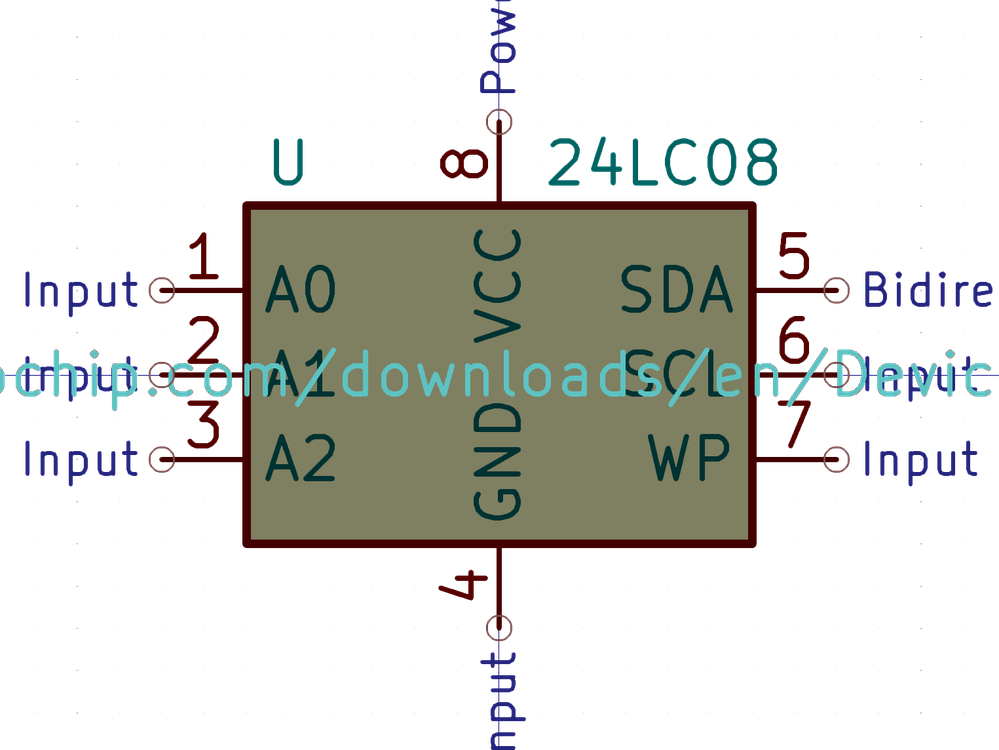 Pow
8
U
24LC08
VCC
1
Input
A0
SDA
5
Bidire
2
Input
A1
SCL
6
Input
ochip.com/downloads/en/Devic
3
Input
A2
WP
7
Input
GND
4
nput